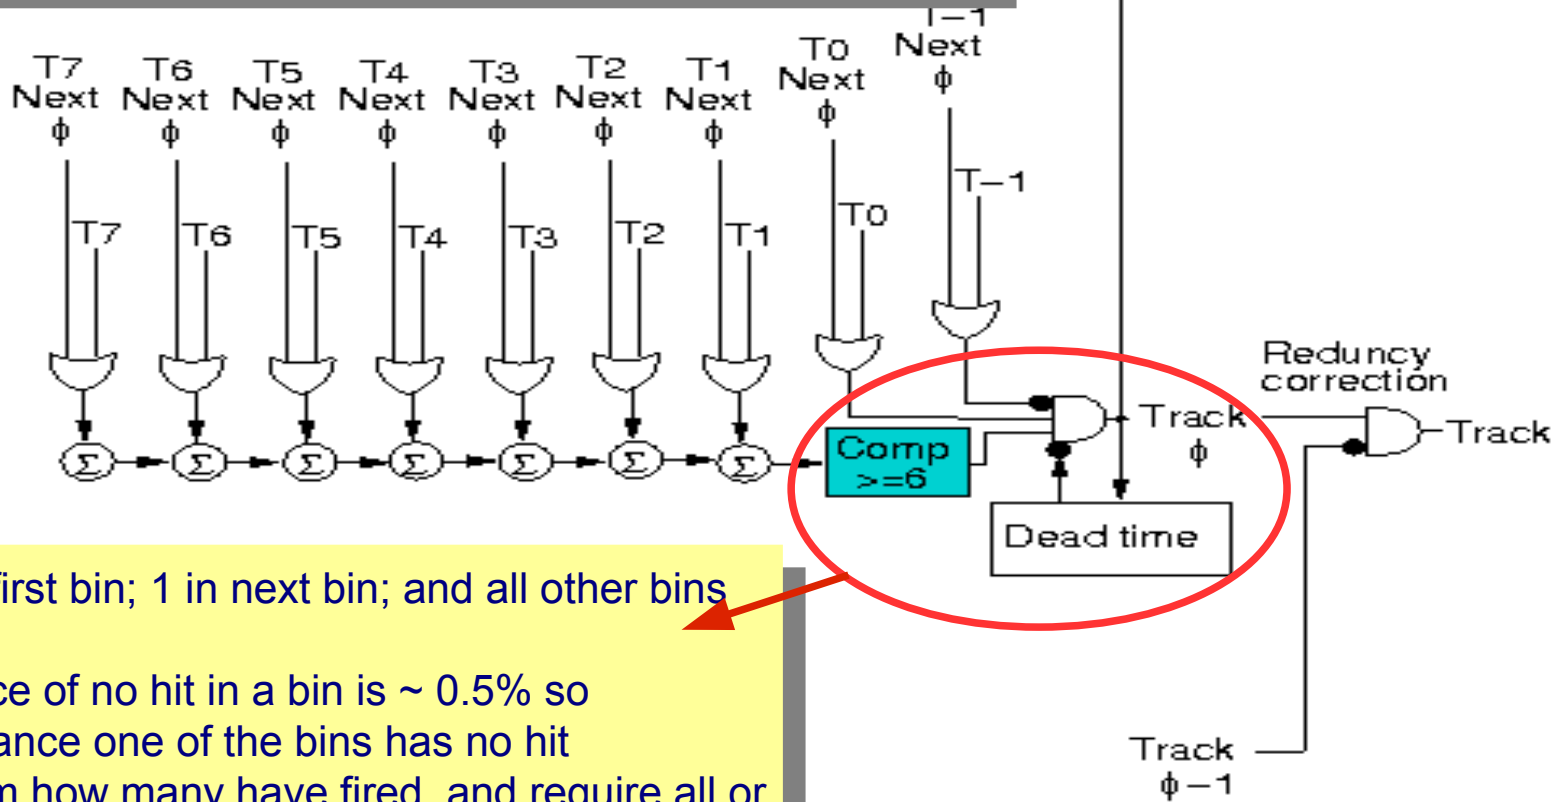 T-1
Next
ϕ
T0
Next
ϕ
T7
Next
ϕ
T6
Next
ϕ
T5
Next
ϕ
T4
Next
ϕ
T3
Next
ϕ
T2
Next
ϕ
T1
Next
ϕ
T-1
T0
T7
T6
T5
T4
T3
T2
T1
Σ
Σ
Σ
Σ
Σ
Σ
Σ
Comp
>=6
Track
ϕ
Dead time
Reduncy
correction
Track
Track
ϕ-1
first bin; 1 in next bin; and all other bins
ce of no hit in a bin is ~ 0.5% so
ance one of the bins has no hit
how many have fired, and require all or